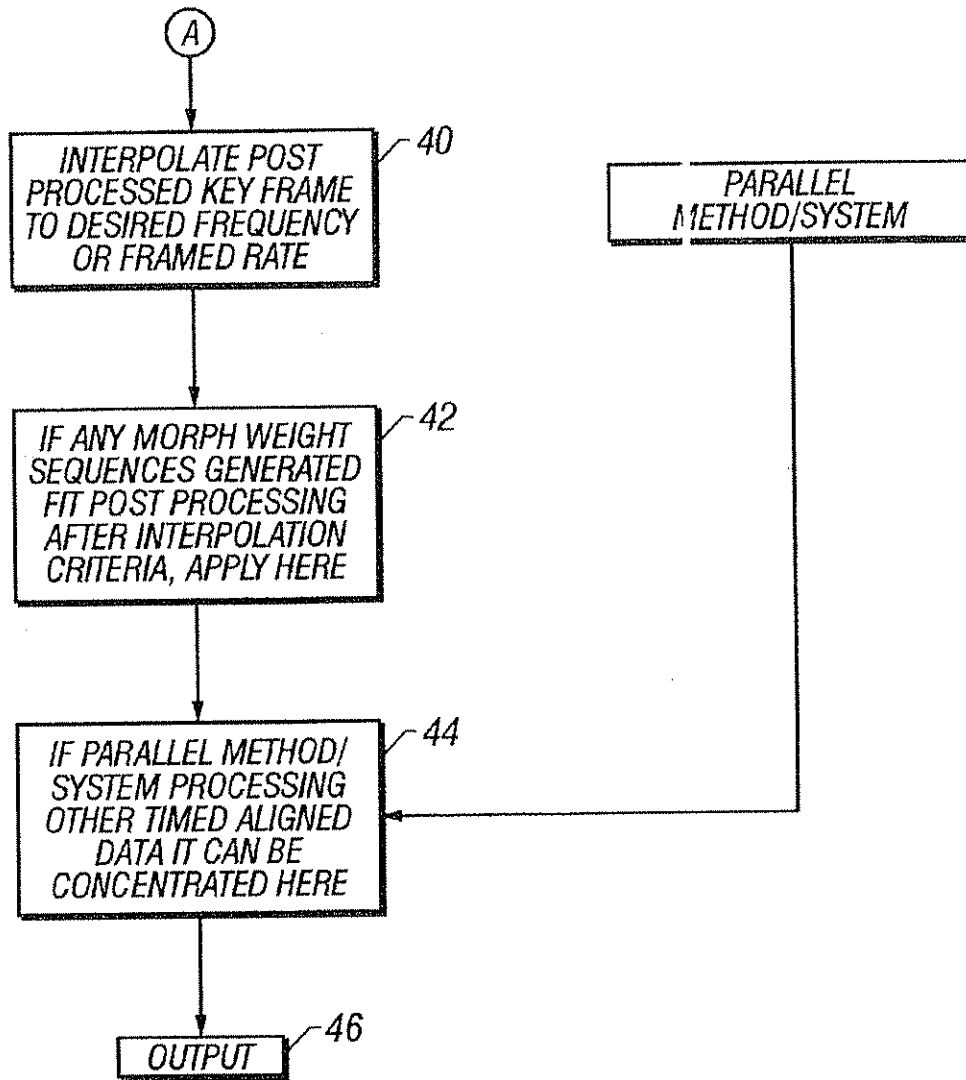 A
INTERPOLATE POST
PROCESSED KEY FRAME
TO DESIRED FREQUENCY
OR FRAMED RATE
40
PARALLEL
METHOD/SYSTEM
IF ANY MORPH WEIGHT
SEQUENCES GENERATED
FIT POST PROCESSING
AFTER INTERPOLATION
CRITERIA, APPLY HERE
42
IF PARALLEL METHOD/
SYSTEM PROCESSING
OTHER TIMED ALIGNED
DATA IT CAN BE
CONCENTRATED HERE
44
OUTPUT
46